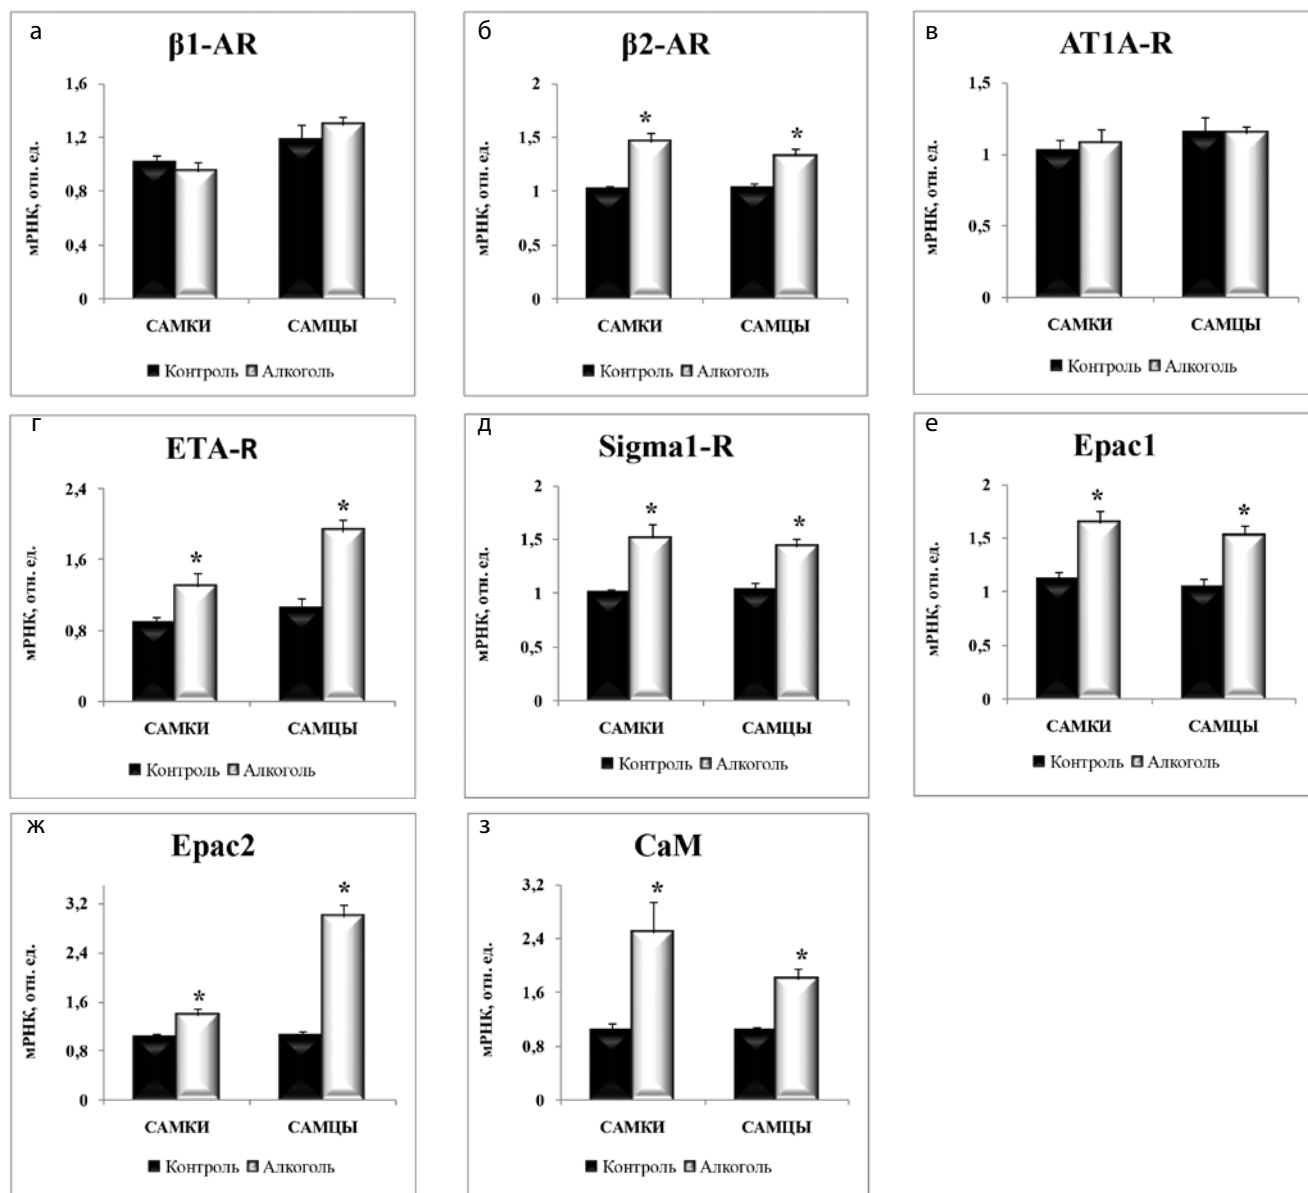 а
β1-AR
мРНК, отн. ед.
1,6
1,2
0,8
0,4
0
САМКИ САМЦЫ
Контроль Алкоголь
б
β2-AR
мРНК, отн. ед.
2
1,5
1
0,5
0
* *
САМКИ САМЦЫ
Контроль Алкоголь
в
AT1A-R
мРНК, отн. ед.
1,5
1
0,5
0
САМКИ САМЦЫ
Контроль Алкоголь
г
ETA-R
мРНК, отн. ед.
2,4
1,6
0,8
0
* *
САМКИ САМЦЫ
Контроль Алкоголь
д
Sigma1-R
мРНК, отн. ед.
2
1,5
1
0,5
0
* *
САМКИ САМЦЫ
Контроль Алкоголь
е
Epac1
мРНК, отн. ед.
2
1,5
1
0,5
0
* *
САМКИ САМЦЫ
Контроль Алкоголь
ж
Epac2
мРНК, отн. ед.
3,2
2,4
1,6
0,8
0
* *
САМКИ САМЦЫ
Контроль Алкоголь
з
CaM
мРНК, отн. ед.
3,2
2,4
1,6
0,8
0
* *
САМКИ САМЦЫ
Контроль Алкоголь